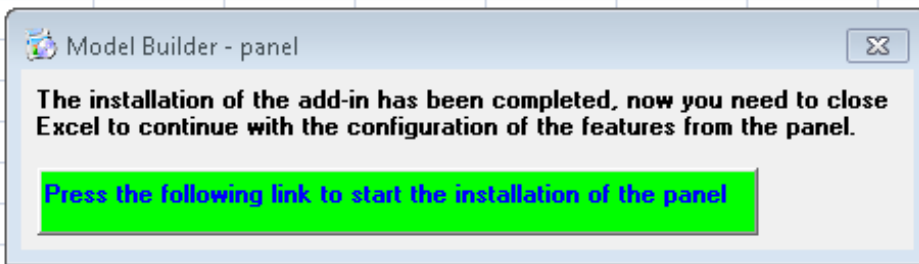 Model Builder - panel
The installation of the add-in has been completed, now you need to close
Excel to continue with the configuration of the features from the panel.
Press the following link to start the installation of the panel